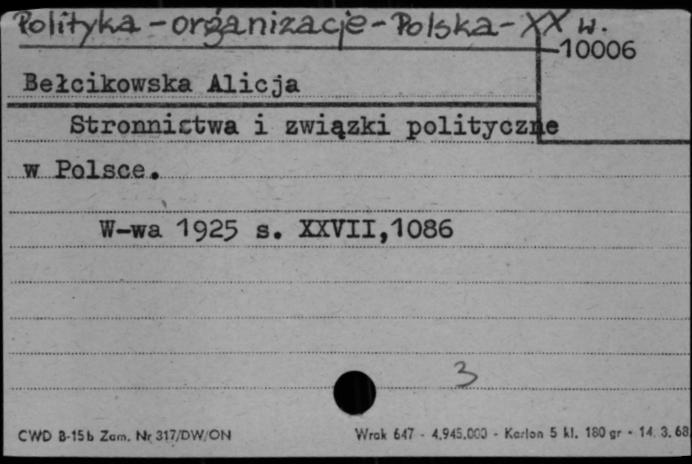 Polityka - organizacje - Polska - XX w.
10006
Bełcikowska Alicja
Stronnistwa i związki polityczne
w Polsce.
W-wa 1925 s. XXVII,1086
3
CWD B-15b Zam. Nr 317/DW/ON Wrak 647 - 4.945.000 - Karton 5 kl. 180 gr - 14. 3. 68